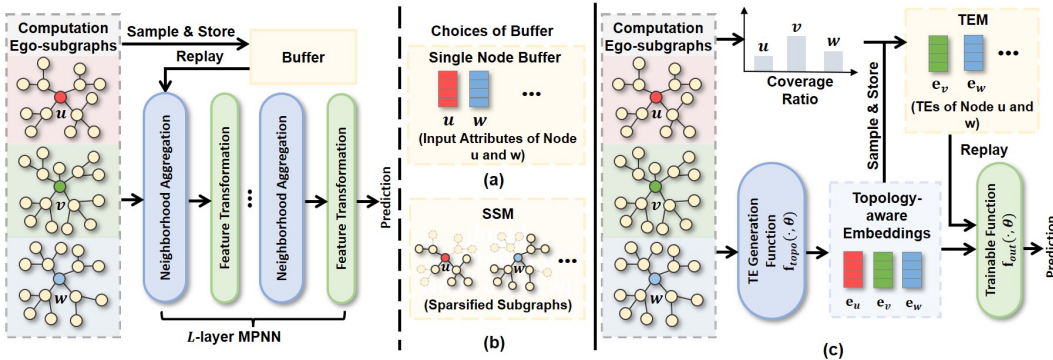 Computation
Ego-subgraphs
Sample & Store
Replay
Buffer
u
v
w
Neighborhood Aggregation
Feature Transformation
Neighborhood Aggregation
Feature Transformation
Prediction
L-layer MPNN
Choices of Buffer
Single Node Buffer
u w
(Input Attributes of Node
u and w)
(a)
SSM
u
w
(Sparsified Subgraphs)
(b)
Computation
Ego-subgraphs
u
v
w
u
v
w
Coverage
Ratio
Sample & Store
TEM
e_v e_w
(TEs of Node u and
w)
Replay
TE Generation
Function
f_topo(·, θ)
Topology-
aware
Embeddings
e_u e_v e_w
Trainable Function
f_out(·, θ)
Prediction
(c)